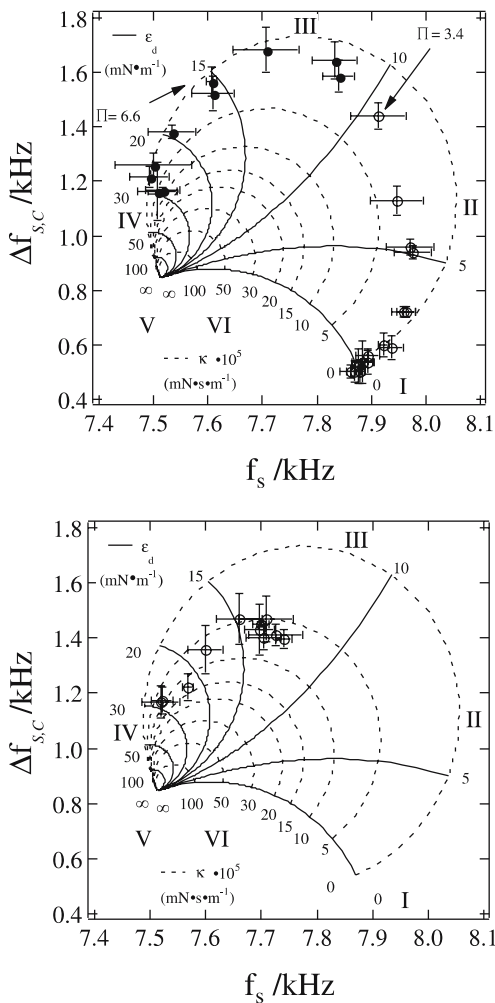 1.8
1.6
1.4
1.2
1.0
0.8
0.6
0.4
Δf_{S,C} /kHz
ε_d
(mN•m⁻¹)
Π = 6.6
Π = 3.4
III
II
IV
V
VI
I
15
10
20
30
50
100
∞
∞
100
50
30
20
15
10
5
5
0
0
κ •10⁵
(mN•s•m⁻¹)
7.4
7.5
7.6
7.7
7.8
7.9
8.0
8.1
f_S /kHz
1.8
1.6
1.4
1.2
1.0
0.8
0.6
0.4
Δf_{S,C} /kHz
ε_d
(mN•m⁻¹)
III
II
IV
V
VI
I
15
10
20
30
50
100
∞
∞
100
50
30
20
15
10
5
5
0
0
κ •10⁵
(mN•s•m⁻¹)
7.4
7.5
7.6
7.7
7.8
7.9
8.0
8.1
f_S /kHz